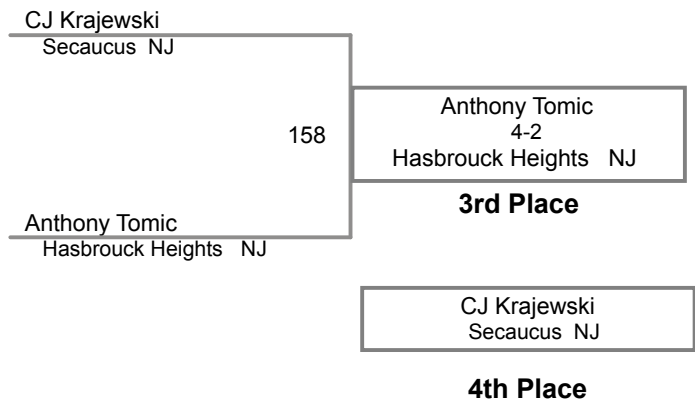 CJ Krajewski
Secaucus NJ
158
Anthony Tomic
4-2
Hasbrouck Heights NJ
3rd Place
Anthony Tomic
Hasbrouck Heights NJ
CJ Krajewski
Secaucus NJ
4th Place